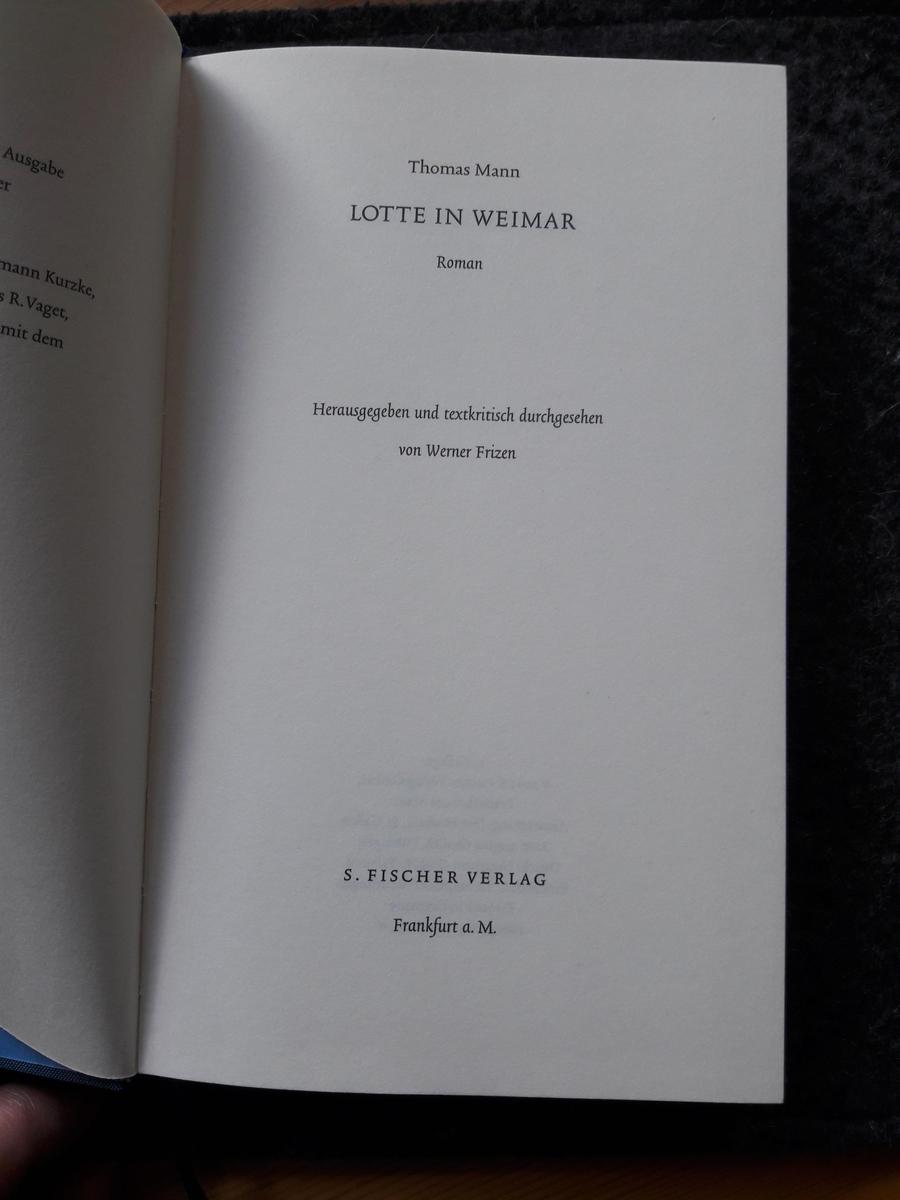 Ausgabe
er
mann Kurzke,
s R. Vaget,
mit dem
Thomas Mann
LOTTE IN WEIMAR
Roman
Herausgegeben und textkritisch durchgesehen
von Werner Frizen
S. FISCHER VERLAG
Frankfurt a. M.